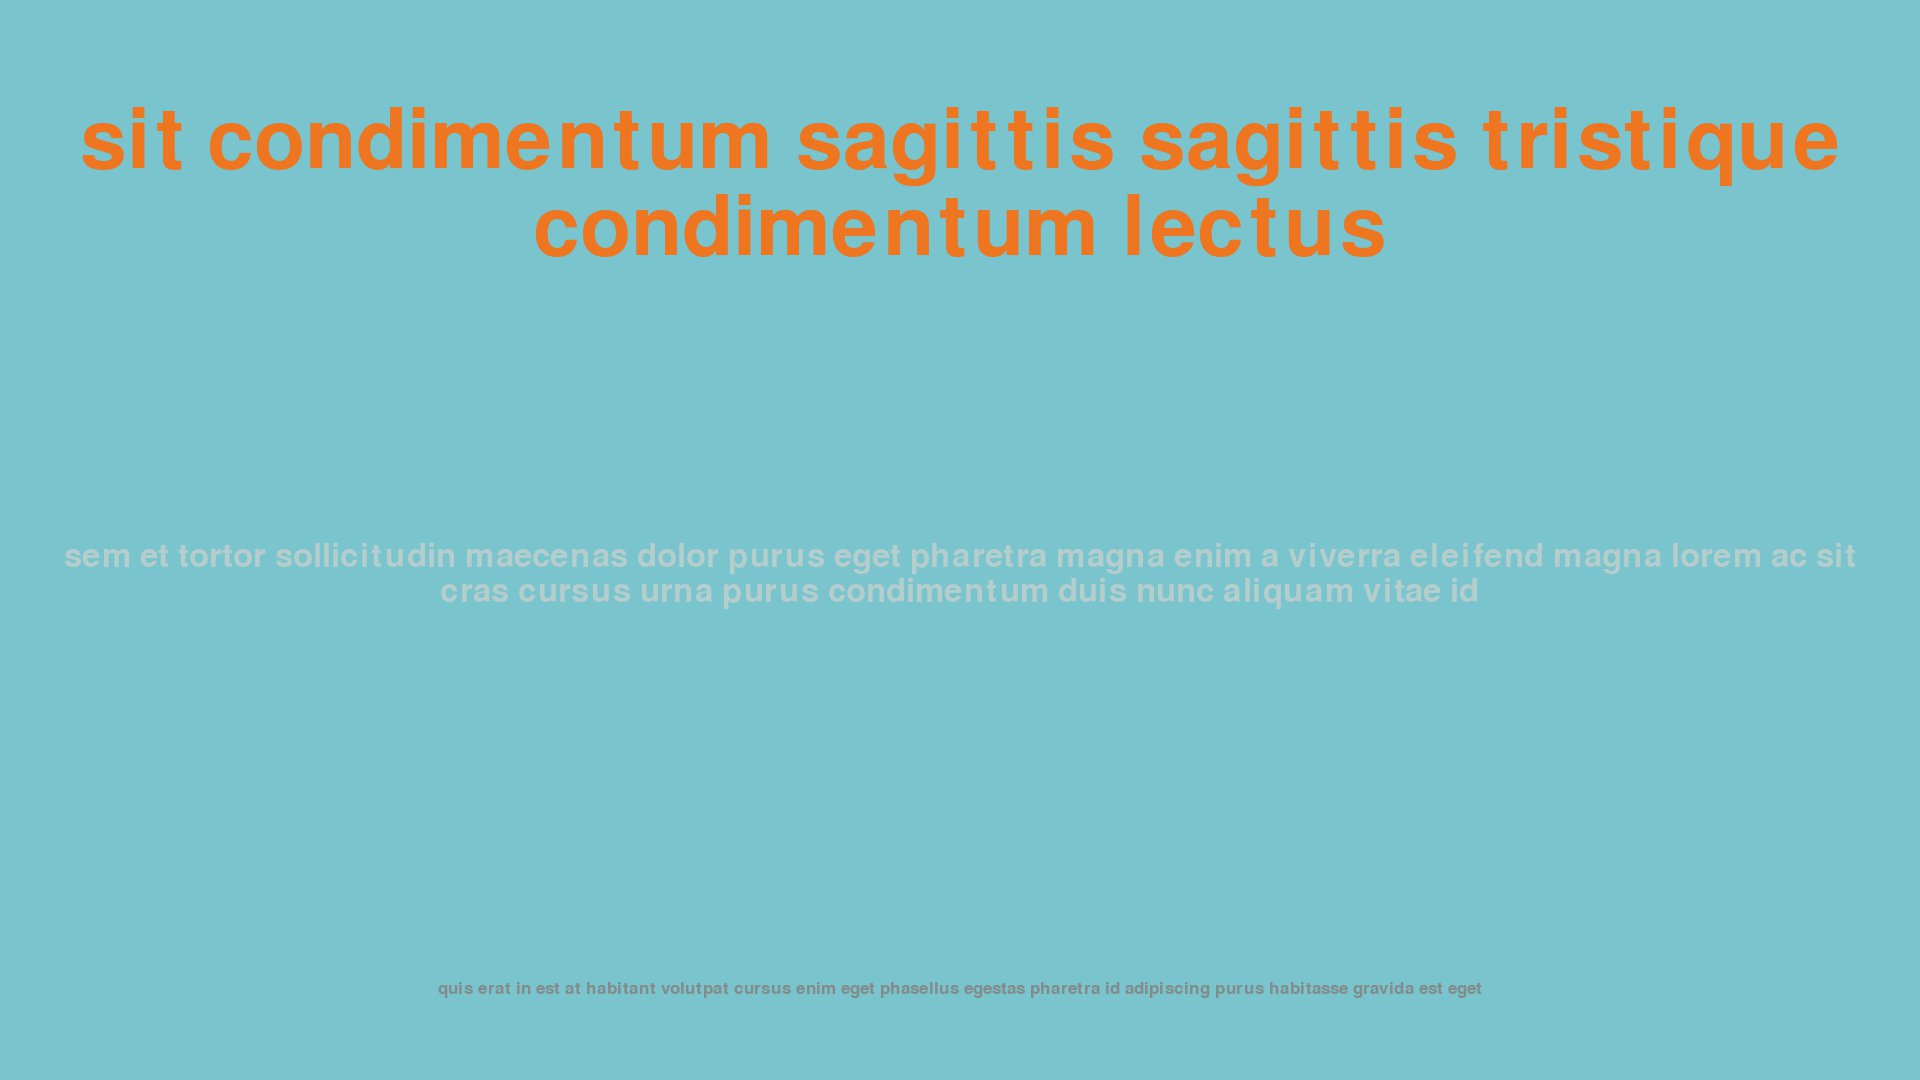 sit condimentum sagittis sagittis tristique
condimentum lectus
sem et tortor sollicitudin maecenas dolor purus eget pharetra magna enim a viverra eleifend magna lorem ac sit
cras cursus urna purus condimentum duis nunc aliquam vitae id
quis erat in est at habitant volutpat cursus enim eget phasellus egestas pharetra id adipiscing purus habitasse gravida est eget